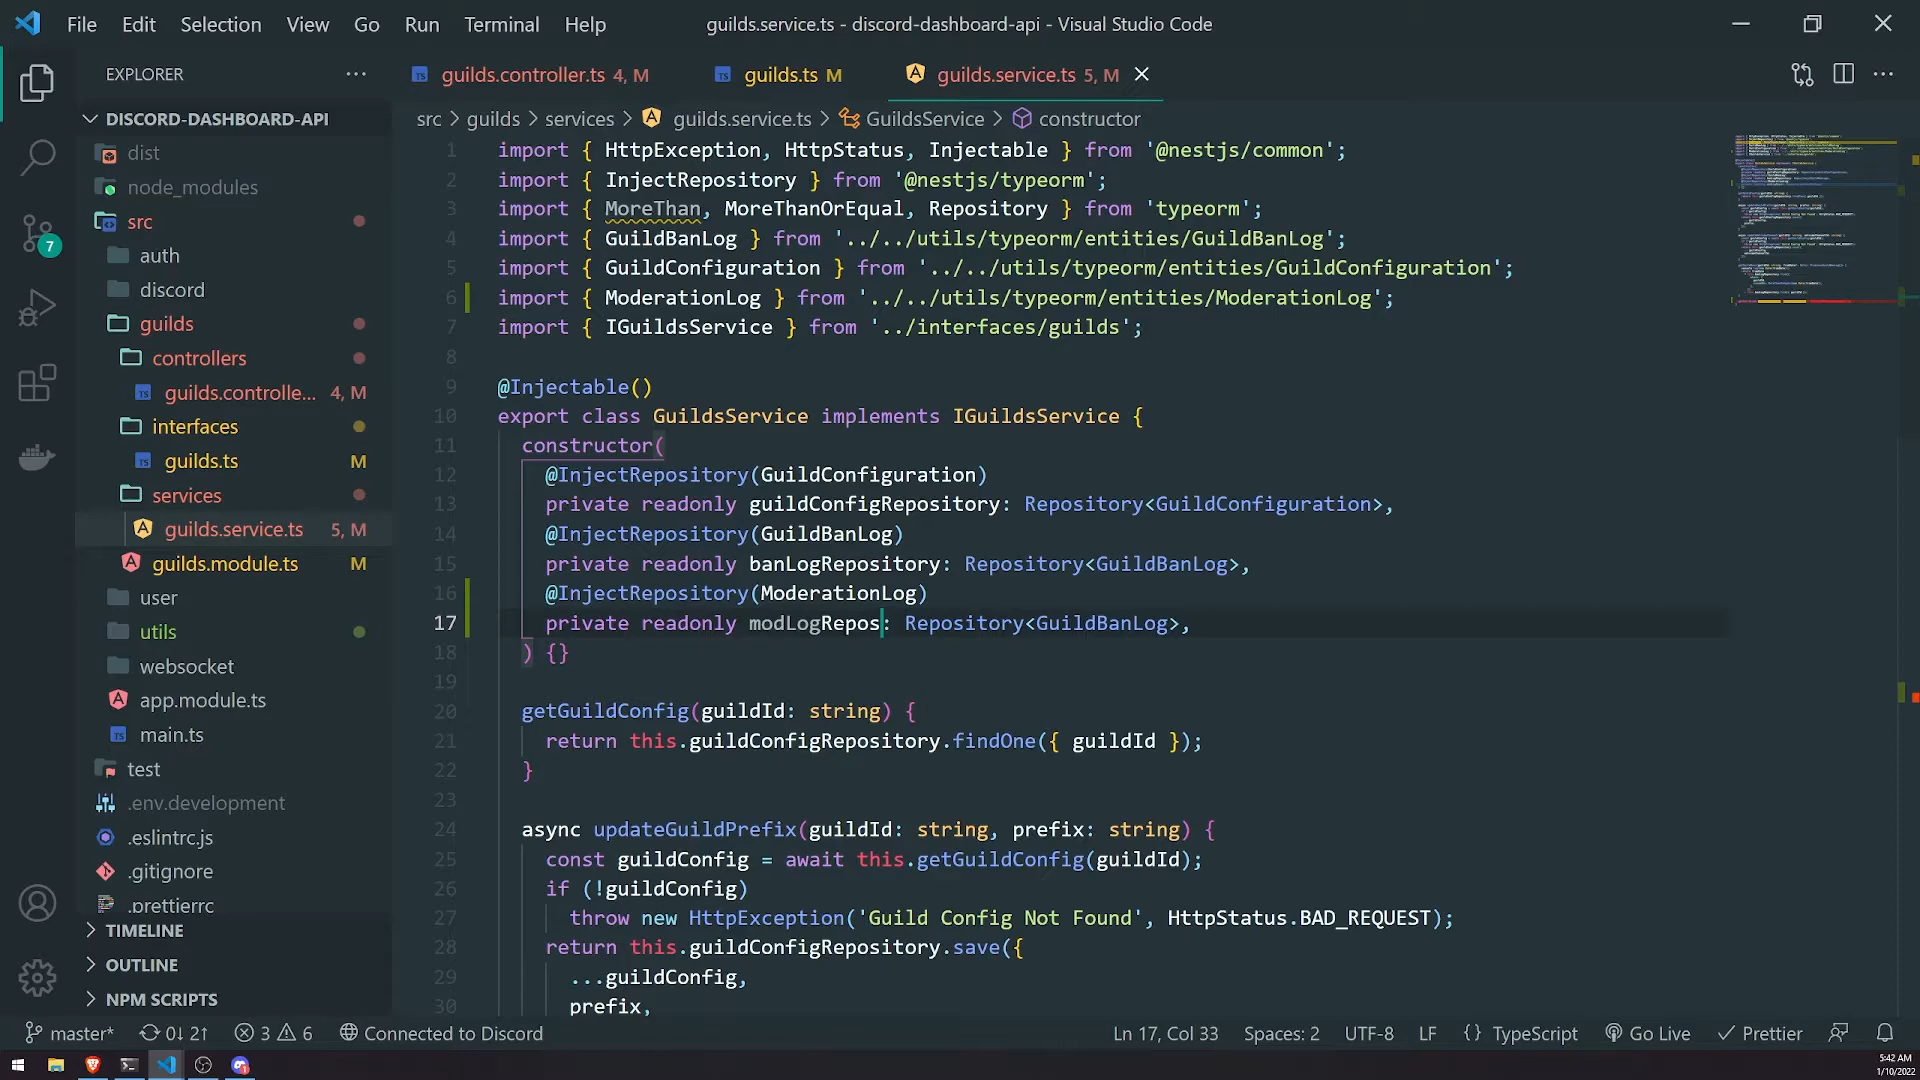 File Edit Selection View Go Run Terminal Help guilds.service.ts - discord-dashboard-api - Visual Studio Code
EXPLORER
guilds.controller.ts 4, M guilds.ts M guilds.service.ts 5, M
DISCORD-DASHBOARD-API
dist
node_modules
src
auth
discord
guilds
controllers
guilds.controlle... 4, M
interfaces
guilds.ts M
services
guilds.service.ts 5, M
guilds.module.ts M
user
utils
websocket
app.module.ts
main.ts
test
.env.development
.eslintrc.js
.gitignore
.prettierrc
TIMELINE
OUTLINE
NPM SCRIPTS
7
src > guilds > services > guilds.service.ts > GuildsService > constructor
1 import { HttpException, HttpStatus, Injectable } from '@nestjs/common';
2 import { InjectRepository } from '@nestjs/typeorm';
3 import { MoreThan, MoreThanOrEqual, Repository } from 'typeorm';
4 import { GuildBanLog } from '../../utils/typeorm/entities/GuildBanLog';
5 import { GuildConfiguration } from '../../utils/typeorm/entities/GuildConfiguration';
6 import { ModerationLog } from '../../utils/typeorm/entities/ModerationLog';
7 import { IGuildsService } from '../interfaces/guilds';
8
9 @Injectable()
10 export class GuildsService implements IGuildsService {
11 constructor(
12 @InjectRepository(GuildConfiguration)
13 private readonly guildConfigRepository: Repository<GuildConfiguration>,
14 @InjectRepository(GuildBanLog)
15 private readonly banLogRepository: Repository<GuildBanLog>,
16 @InjectRepository(ModerationLog)
17 private readonly modLogRepos: Repository<GuildBanLog>,
18 ) {}
19
20 getGuildConfig(guildId: string) {
21 return this.guildConfigRepository.findOne({ guildId });
22 }
23
24 async updateGuildPrefix(guildId: string, prefix: string) {
25 const guildConfig = await this.getGuildConfig(guildId);
26 if (!guildConfig)
27 throw new HttpException('Guild Config Not Found', HttpStatus.BAD_REQUEST);
28 return this.guildConfigRepository.save({
29 ...guildConfig,
30 prefix,
master* 0↓ 2↑ 3 6 Connected to Discord Ln 17, Col 33 Spaces: 2 UTF-8 LF {} TypeScript Go Live Prettier
5:42 AM
1/10/2022